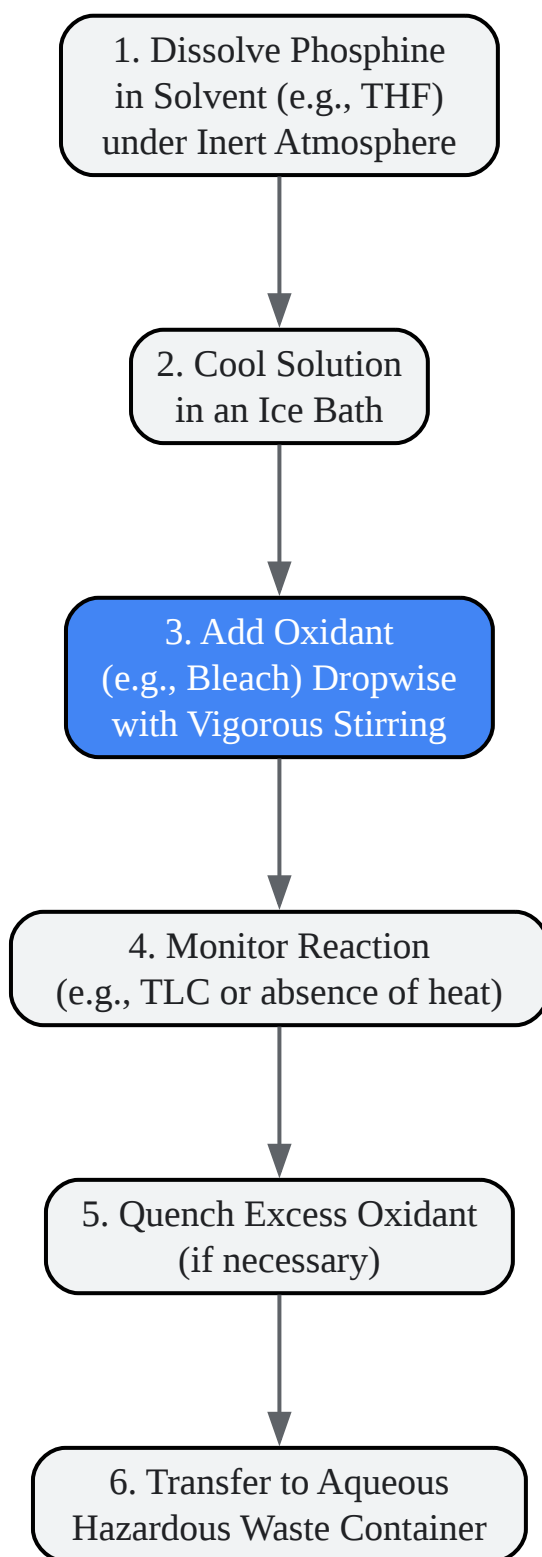 1. Dissolve Phosphine
in Solvent (e.g., THF)
under Inert Atmosphere
2. Cool Solution
in an Ice Bath
3. Add Oxidant
(e.g., Bleach) Dropwise
with Vigorous Stirring
4. Monitor Reaction
(e.g., TLC or absence of heat)
5. Quench Excess Oxidant
(if necessary)
6. Transfer to Aqueous
Hazardous Waste Container